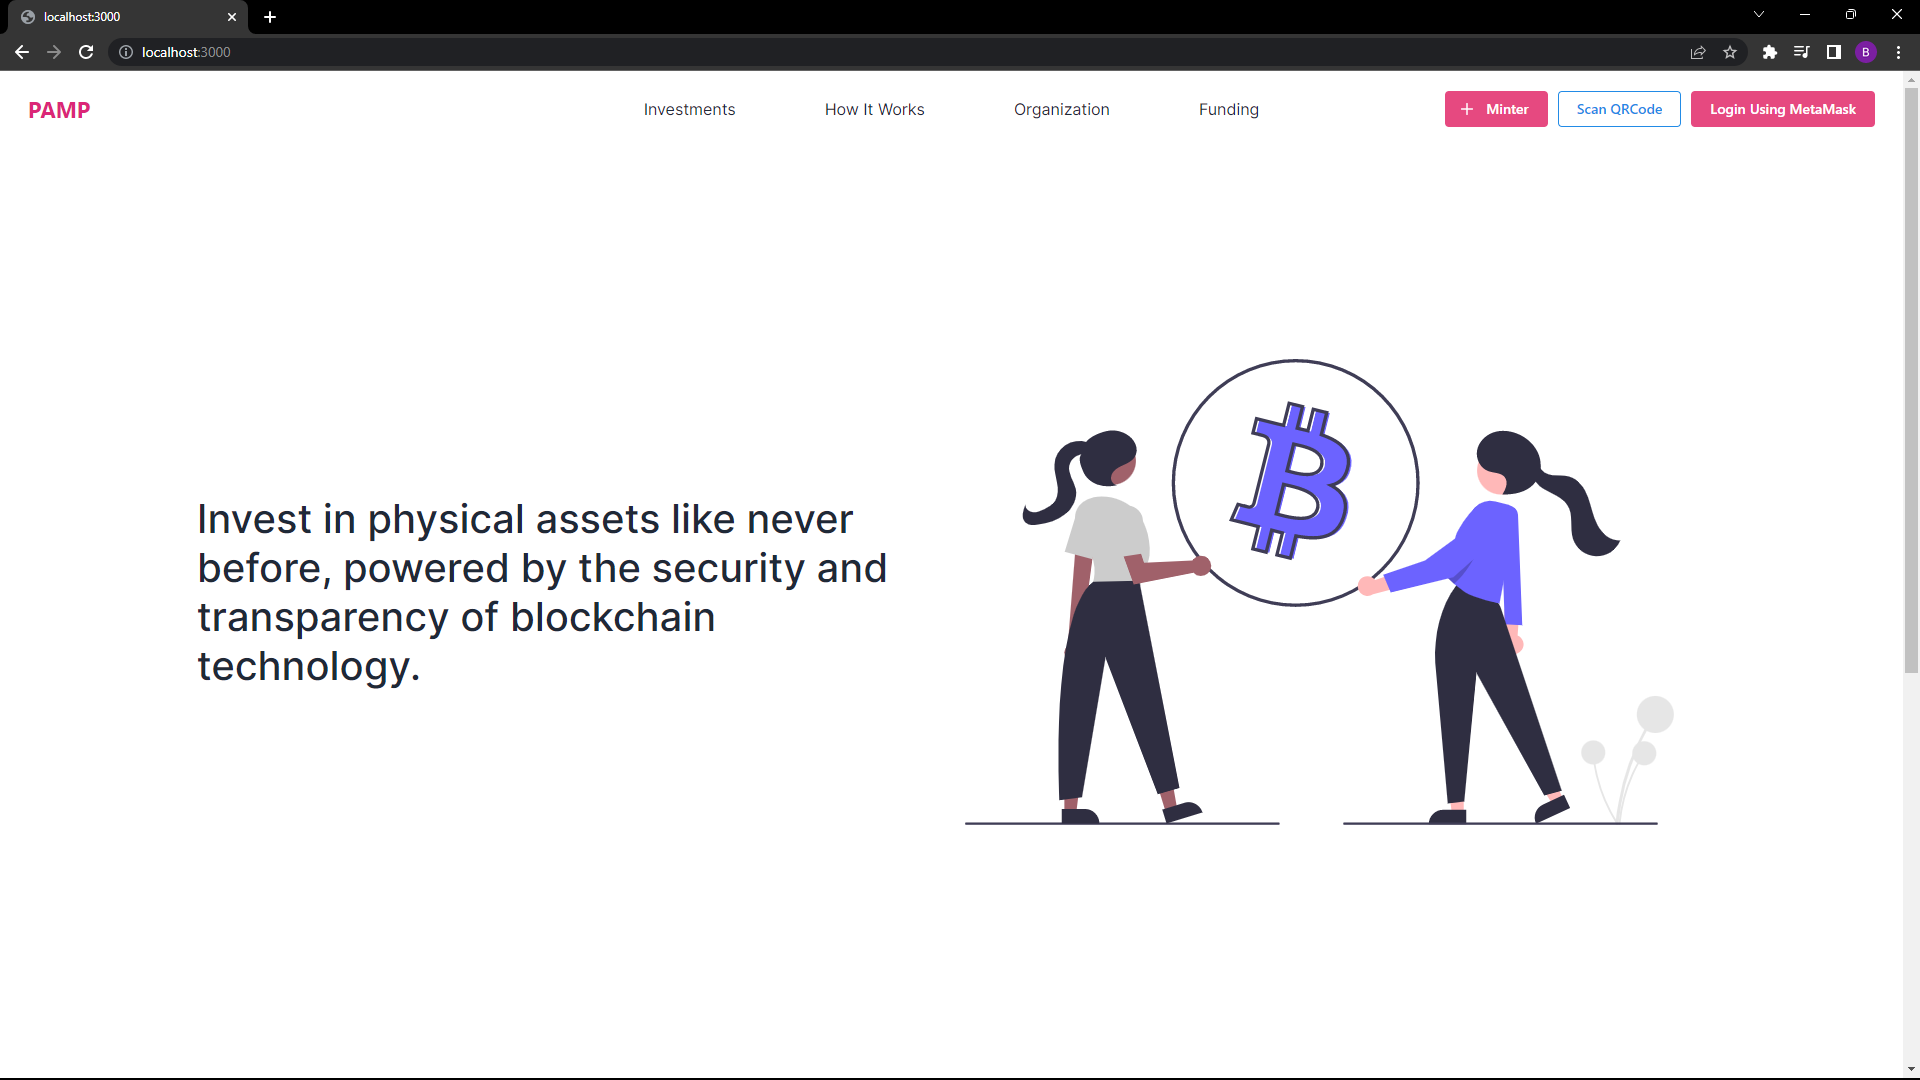 localhost:3000
localhost:3000
B
PAMP
Investments
How It Works
Organization
Funding
+ Minter
Scan QRCode
Login Using MetaMask
Invest in physical assets like never
before, powered by the security and
transparency of blockchain
technology.